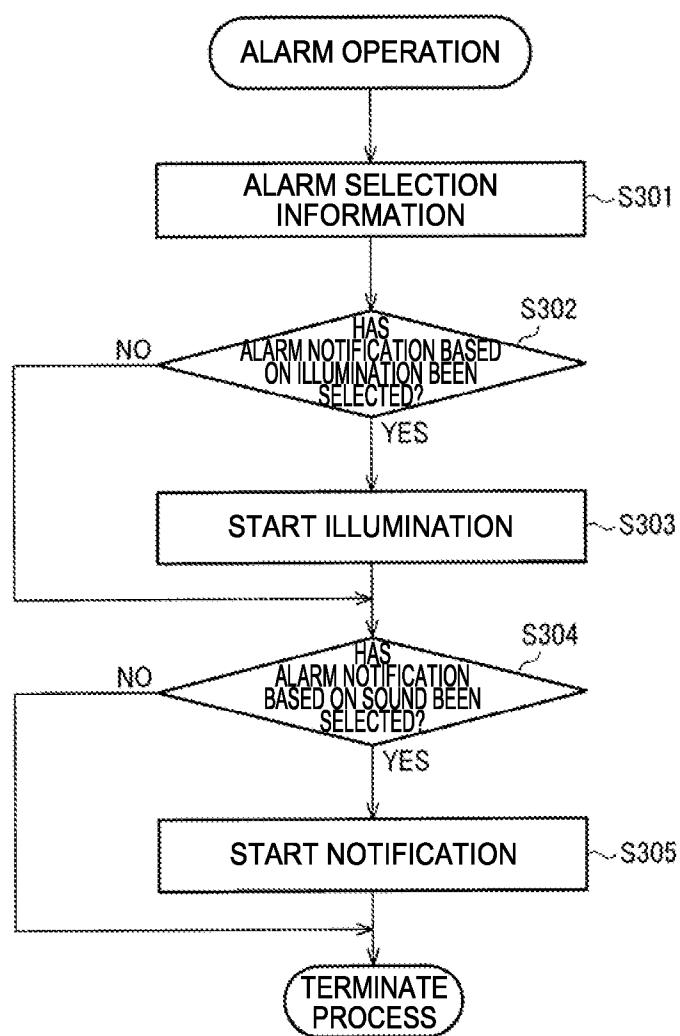 ALARM OPERATION
ALARM SELECTION
INFORMATION
S301
S302
HAS
ALARM NOTIFICATION BASED
ON ILLUMINATION BEEN
SELECTED?
NO
YES
START ILLUMINATION
S303
S304
HAS
ALARM NOTIFICATION
BASED ON SOUND BEEN
SELECTED?
NO
YES
START NOTIFICATION
S305
TERMINATE
PROCESS